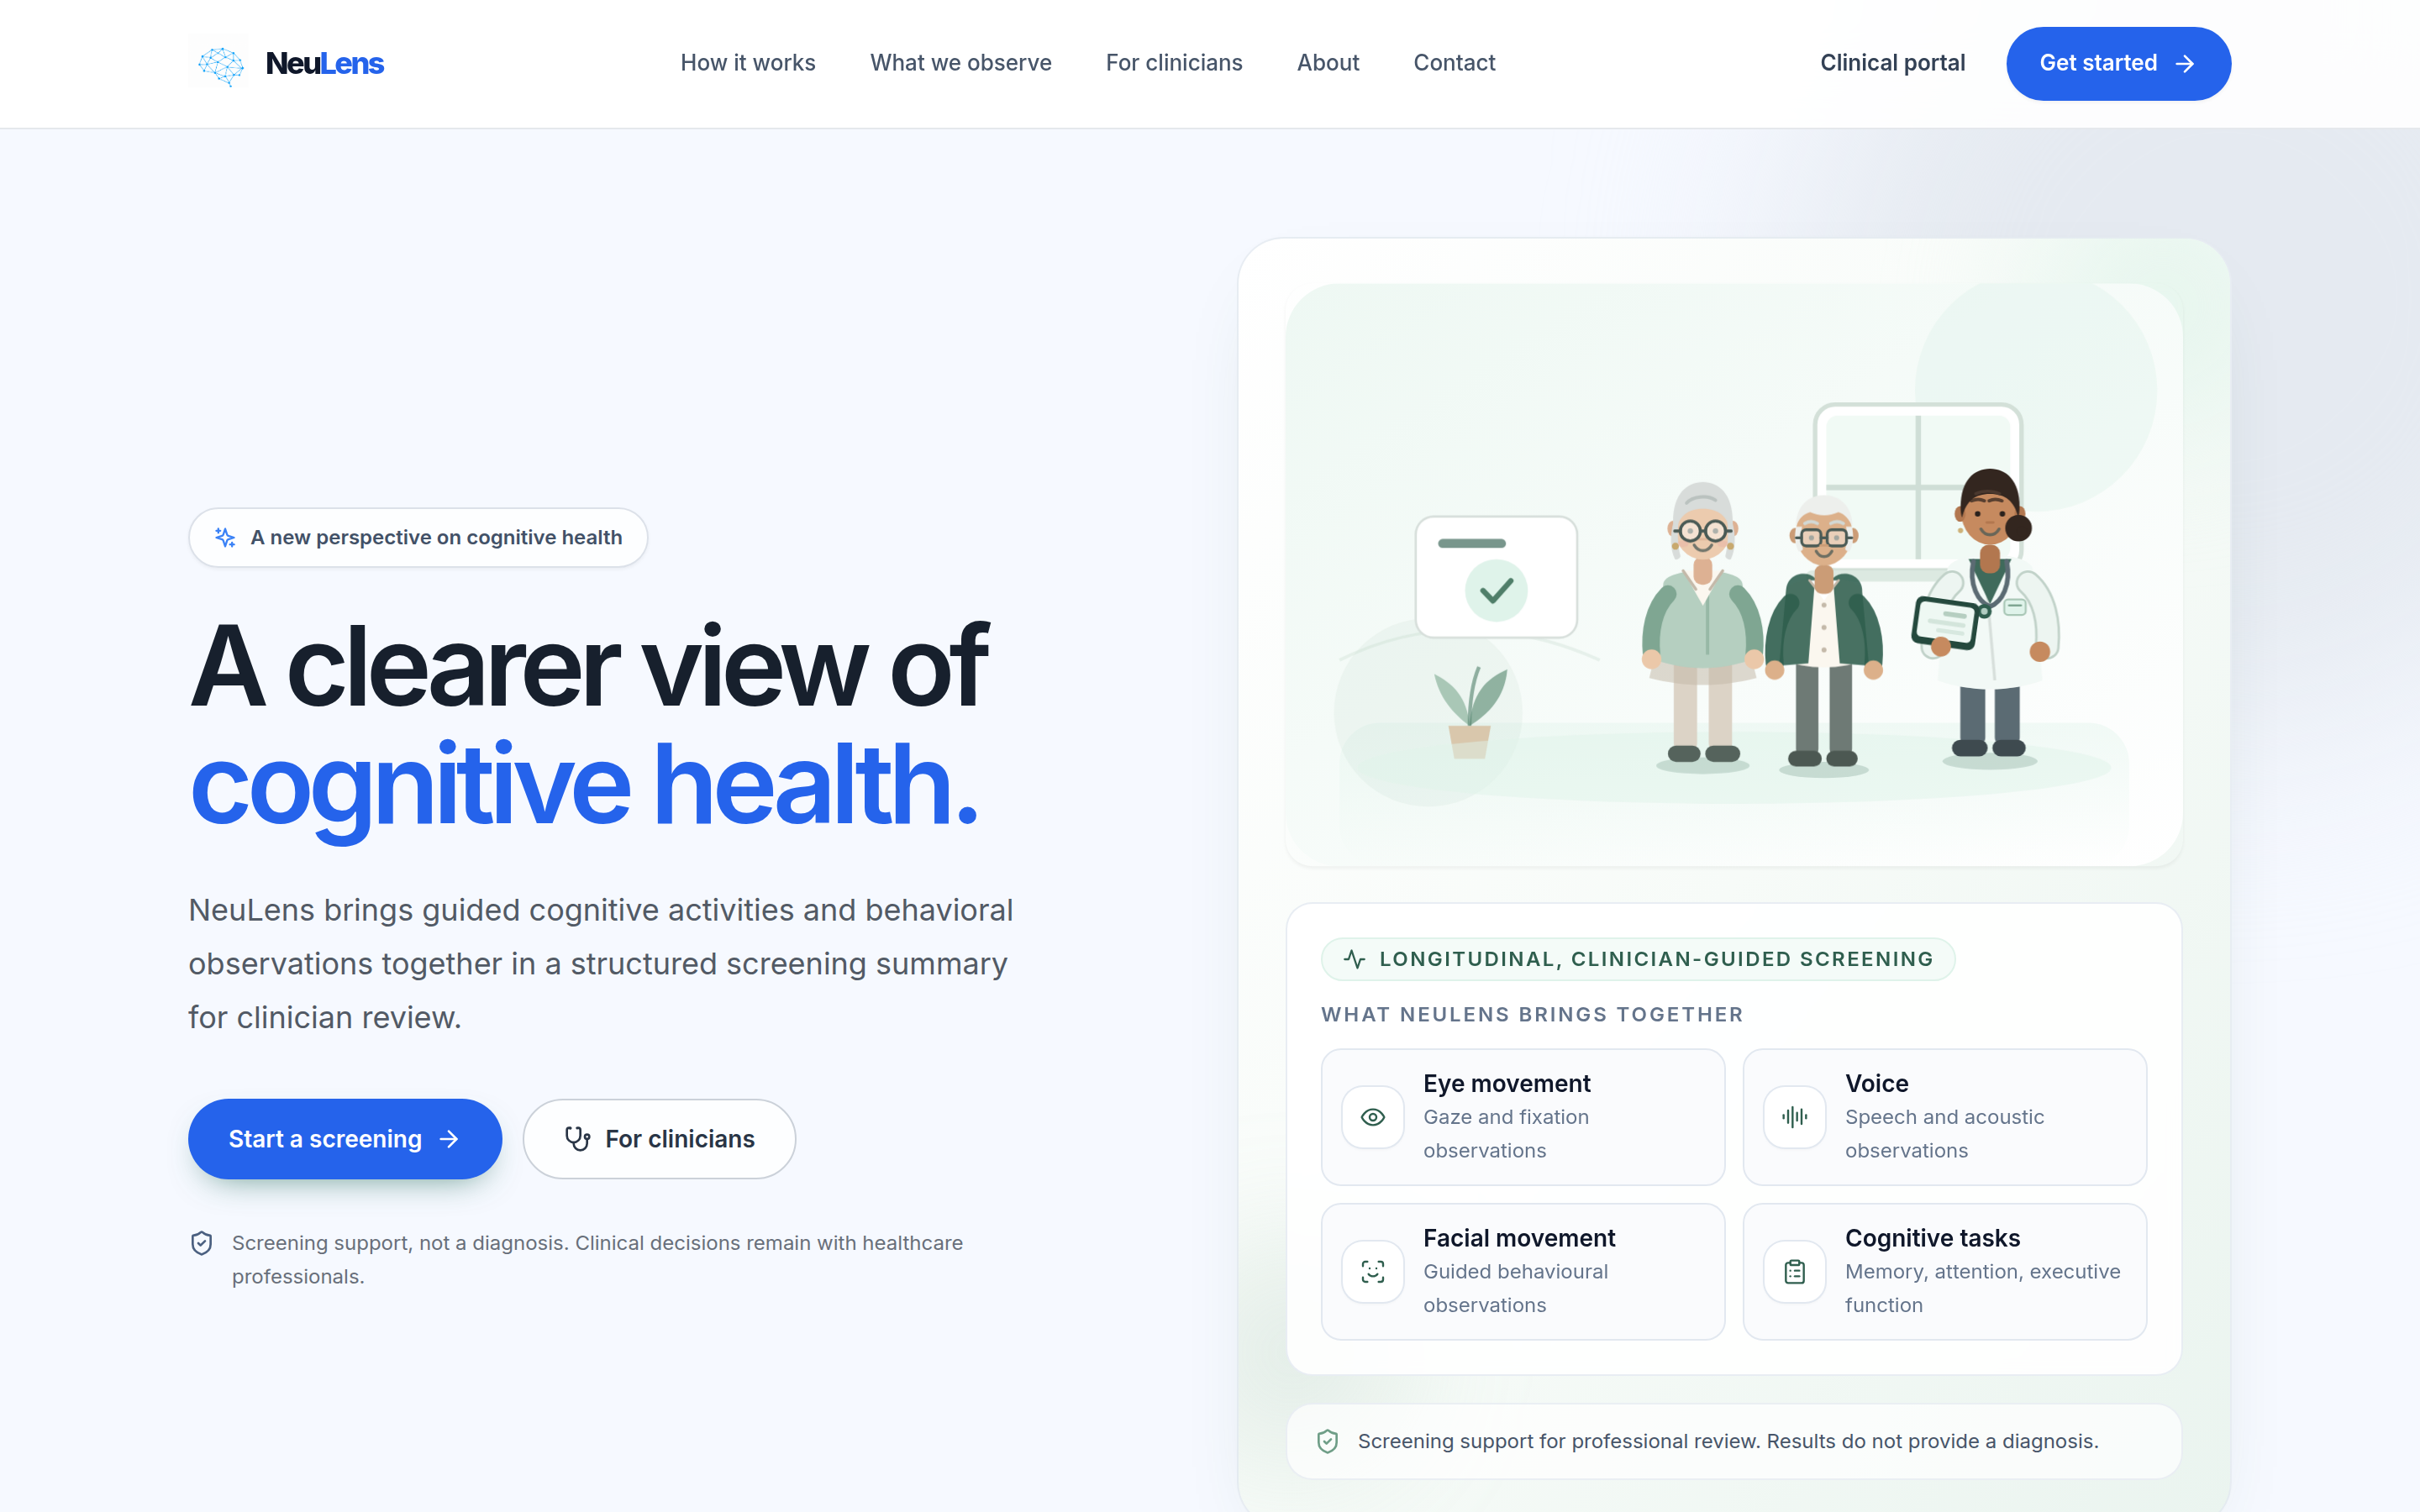 NeuLens
How it works
What we observe
For clinicians
About
Contact
Clinical portal
Get started
A new perspective on cognitive health
A clearer view of
cognitive health.
NeuLens brings guided cognitive activities and behavioral
observations together in a structured screening summary
for clinician review.
Start a screening
For clinicians
Screening support, not a diagnosis. Clinical decisions remain with healthcare
professionals.
LONGITUDINAL, CLINICIAN-GUIDED SCREENING
WHAT NEULENS BRINGS TOGETHER
Eye movement
Gaze and fixation
observations
Voice
Speech and acoustic
observations
Facial movement
Guided behavioural
observations
Cognitive tasks
Memory, attention, executive
function
Screening support for professional review. Results do not provide a diagnosis.